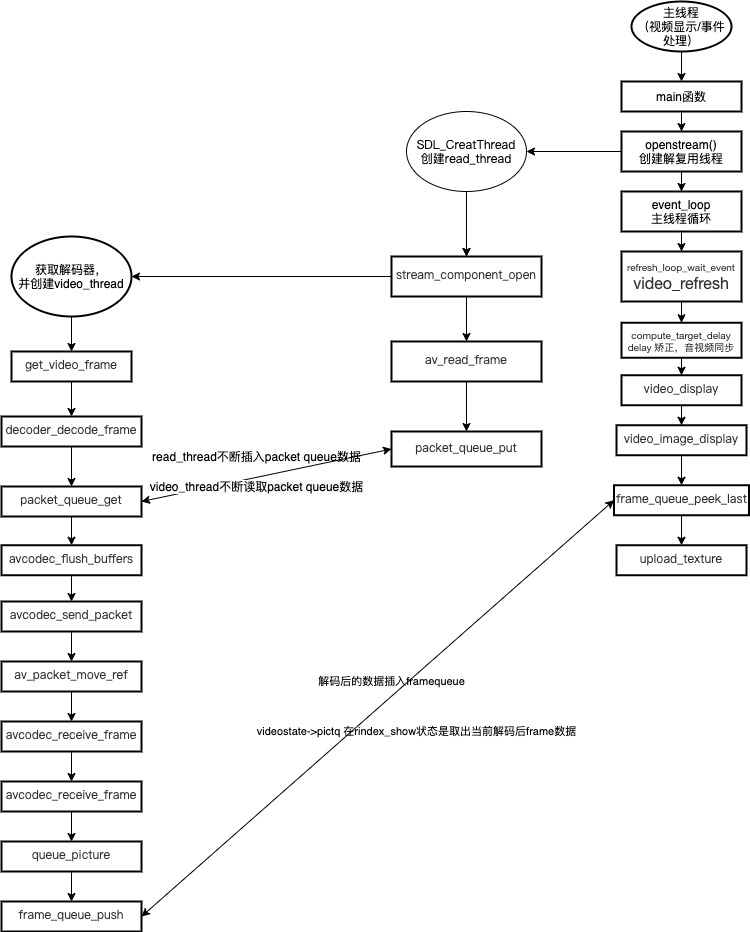 主线程
（视频显示/事件
处理）
main函数
openstream()
创建解复用线程
event_loop
主线程循环
refresh_loop_wait_event
video_refresh
compute_target_delay
delay 矫正，音视频同步
video_display
video_image_display
frame_queue_peek_last
upload_texture
SDL_CreatThread
创建read_thread
stream_component_open
av_read_frame
packet_queue_put
获取解码器，
并创建video_thread
get_video_frame
decoder_decode_frame
packet_queue_get
avcodec_flush_buffers
avcodec_send_packet
av_packet_move_ref
avcodec_receive_frame
avcodec_receive_frame
queue_picture
frame_queue_push
read_thread不断插入packet queue数据
video_thread不断读取packet queue数据
解码后的数据插入framequeue
videostate->pictq 在rindex_show状态是取出当前解码后frame数据